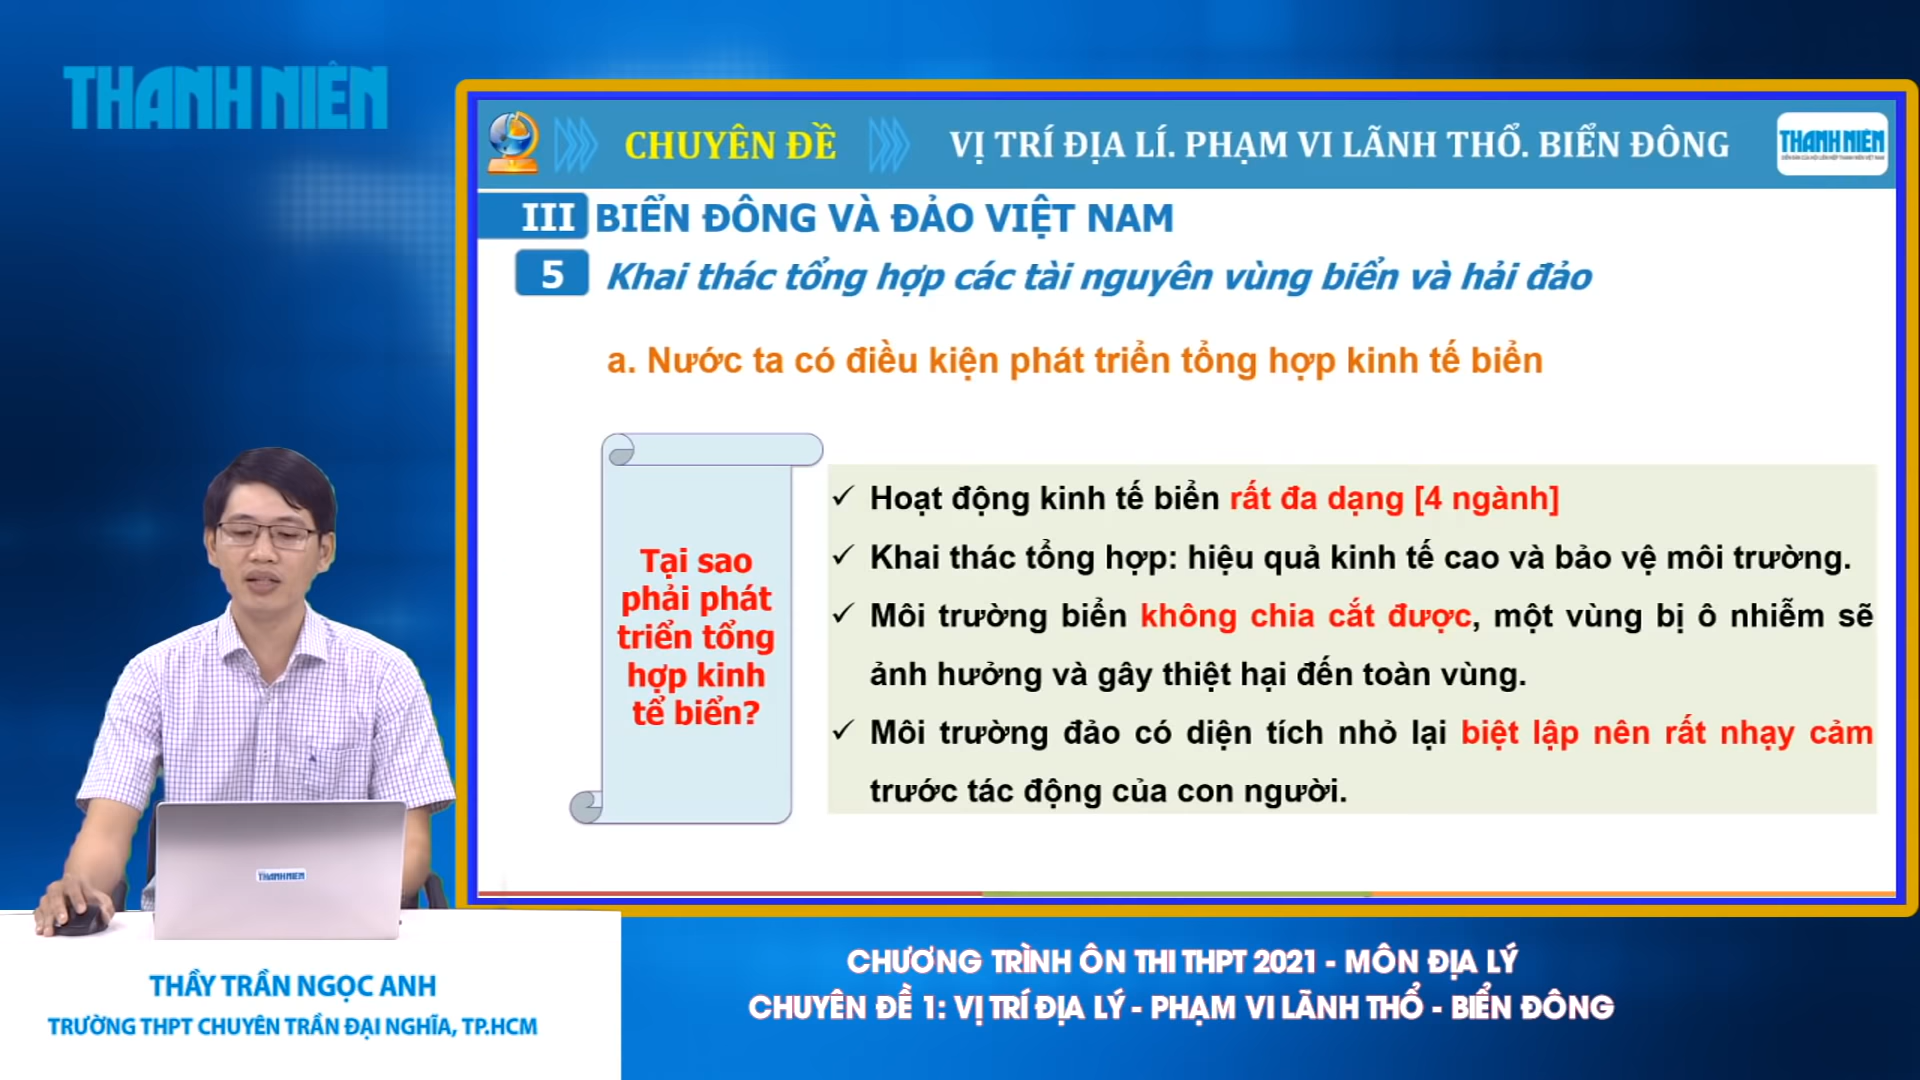 THANH NIÊN
CHUYÊN ĐỀ
VỊ TRÍ ĐỊA LÍ. PHẠM VI LÃNH THỔ. BIỂN ĐÔNG
THANH NIÊN
III BIỂN ĐÔNG VÀ ĐẢO VIỆT NAM
5 Khai thác tổng hợp các tài nguyên vùng biển và hải đảo
a. Nước ta có điều kiện phát triển tổng hợp kinh tế biển
Tại sao
phải phát
triển tổng
hợp kinh
tể biển?
✓ Hoạt động kinh tế biển rất đa dạng [4 ngành]
✓ Khai thác tổng hợp: hiệu quả kinh tế cao và bảo vệ môi trường.
✓ Môi trường biển không chia cắt được, một vùng bị ô nhiễm sẽ
ảnh hưởng và gây thiệt hại đến toàn vùng.
✓ Môi trường đảo có diện tích nhỏ lại biệt lập nên rất nhạy cảm
trước tác động của con người.
THANH NIÊN
THẦY TRẦN NGỌC ANH
TRƯỜNG THPT CHUYÊN TRẦN ĐẠI NGHĨA, TP.HCM
CHƯƠNG TRÌNH ÔN THI THPT 2021 - MÔN ĐỊA LÝ
CHUYÊN ĐỀ 1: VỊ TRÍ ĐỊA LÝ - PHẠM VI LÃNH THỔ - BIỂN ĐÔNG